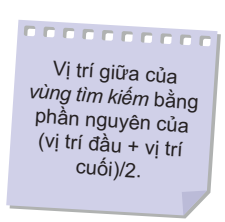 Vị trí giữa của
vùng tìm kiếm bằng
phần nguyên của
(vị trí đầu + vị trí
cuối)/2.